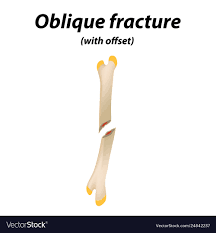 Oblique fracture
(with offset)
VectorStock®
VectorStock.com/24842237